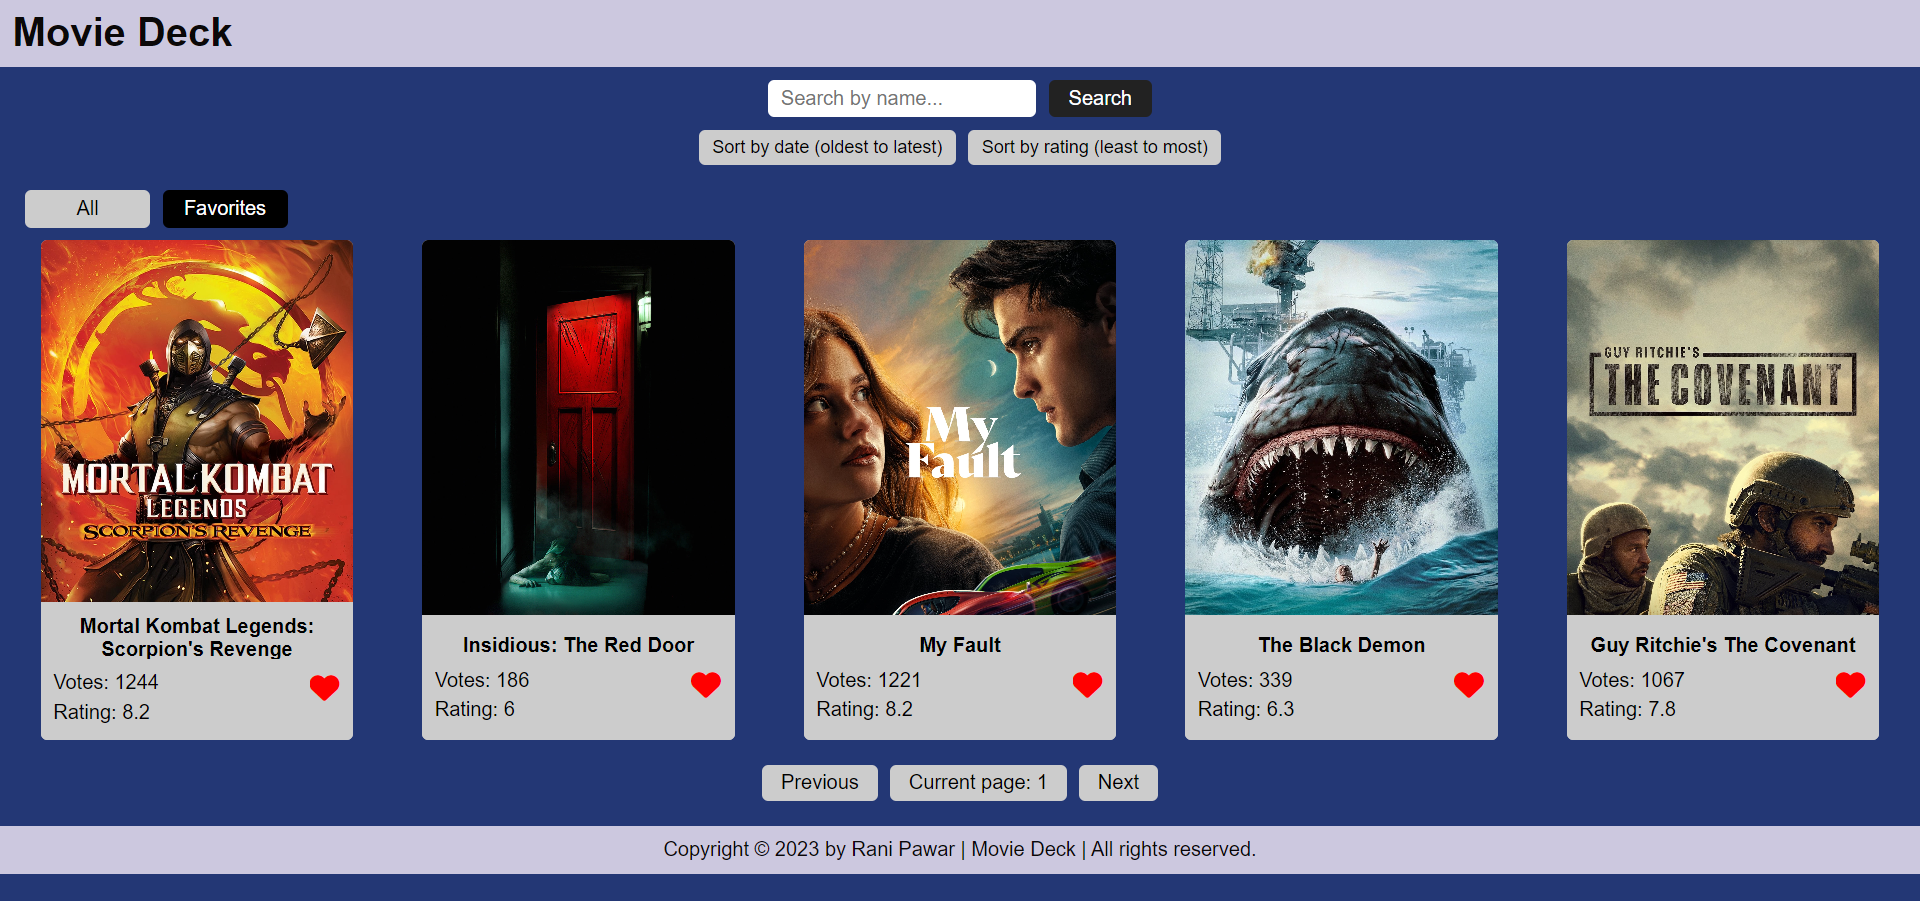 Movie Deck
Search by name...
Search
Sort by date (oldest to latest)
Sort by rating (least to most)
All
Favorites
MORTAL KOMBAT
LEGENDS
SCORPION'S REVENGE
Mortal Kombat Legends:
Scorpion's Revenge
Votes: 1244
Rating: 8.2
Insidious: The Red Door
Votes: 186
Rating: 6
My
Fault
My Fault
Votes: 1221
Rating: 8.2
The Black Demon
Votes: 339
Rating: 6.3
GUY RITCHIE'S
THE COVENANT
Guy Ritchie's The Covenant
Votes: 1067
Rating: 7.8
Previous
Current page: 1
Next
Copyright © 2023 by Rani Pawar | Movie Deck | All rights reserved.